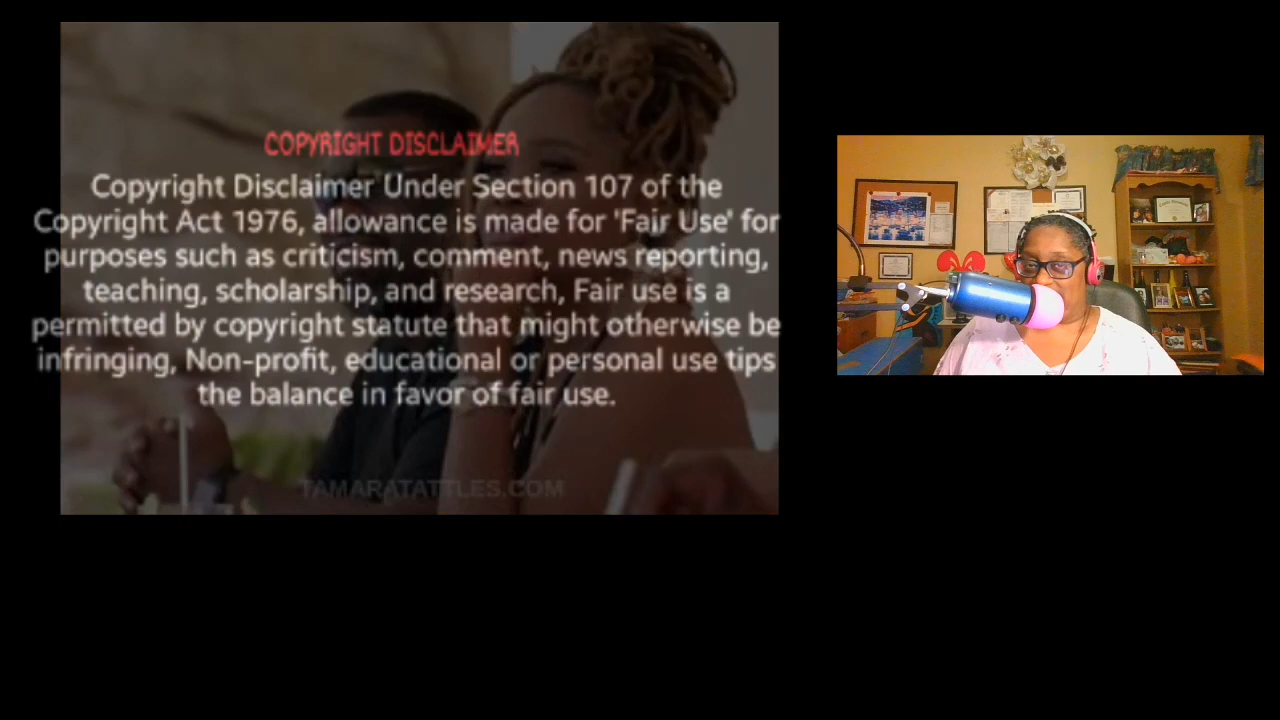 COPYRIGHT DISCLAIMER
Copyright Disclaimer Under Section 107 of the
Copyright Act 1976, allowance is made for 'Fair Use' for
purposes such as criticism, comment, news reporting,
teaching, scholarship, and research, Fair use is a
permitted by copyright statute that might otherwise be
infringing, Non-profit, educational or personal use tips
the balance in favor of fair use.
TAMARATATTLES.COM